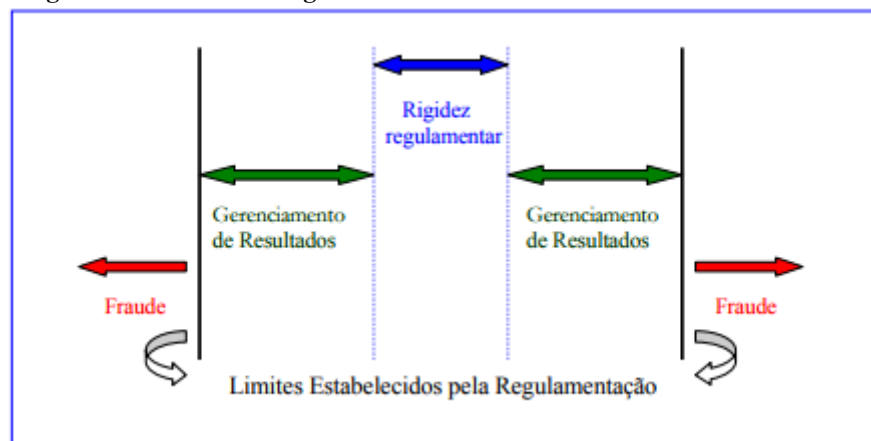 Rigidez
regulamentar
Gerenciamento
de Resultados
Gerenciamento
de Resultados
Fraude
Fraude
Limites Estabelecidos pela Regulamentação